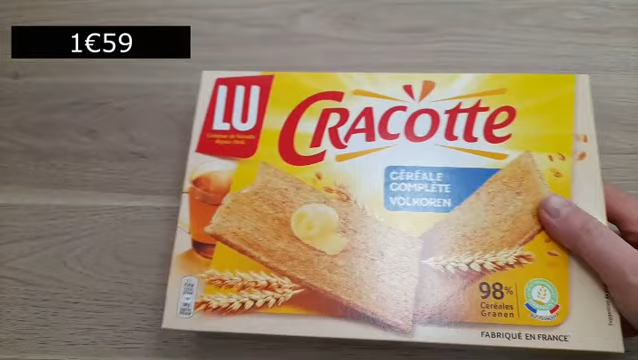 1€59
LU
CRACOTTE
CÉRÉALE
COMPLÈTE
VOLKOREN
98%
Céréales
Granen
FABRIQUÉ EN FRANCE